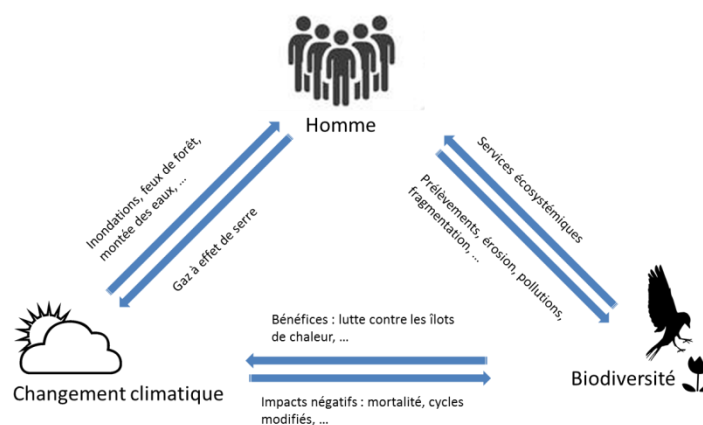 Homme
Inondations, feux de forêt,
montée des eaux, ...
Gaz à effet de serre
Services écosystémiques
Prélèvements, érosion, pollutions,
fragmentation, ...
Bénéfices : lutte contre les îlots
de chaleur, ...
Changement climatique
Biodiversité
Impacts négatifs : mortalité, cycles
modifiés, ...